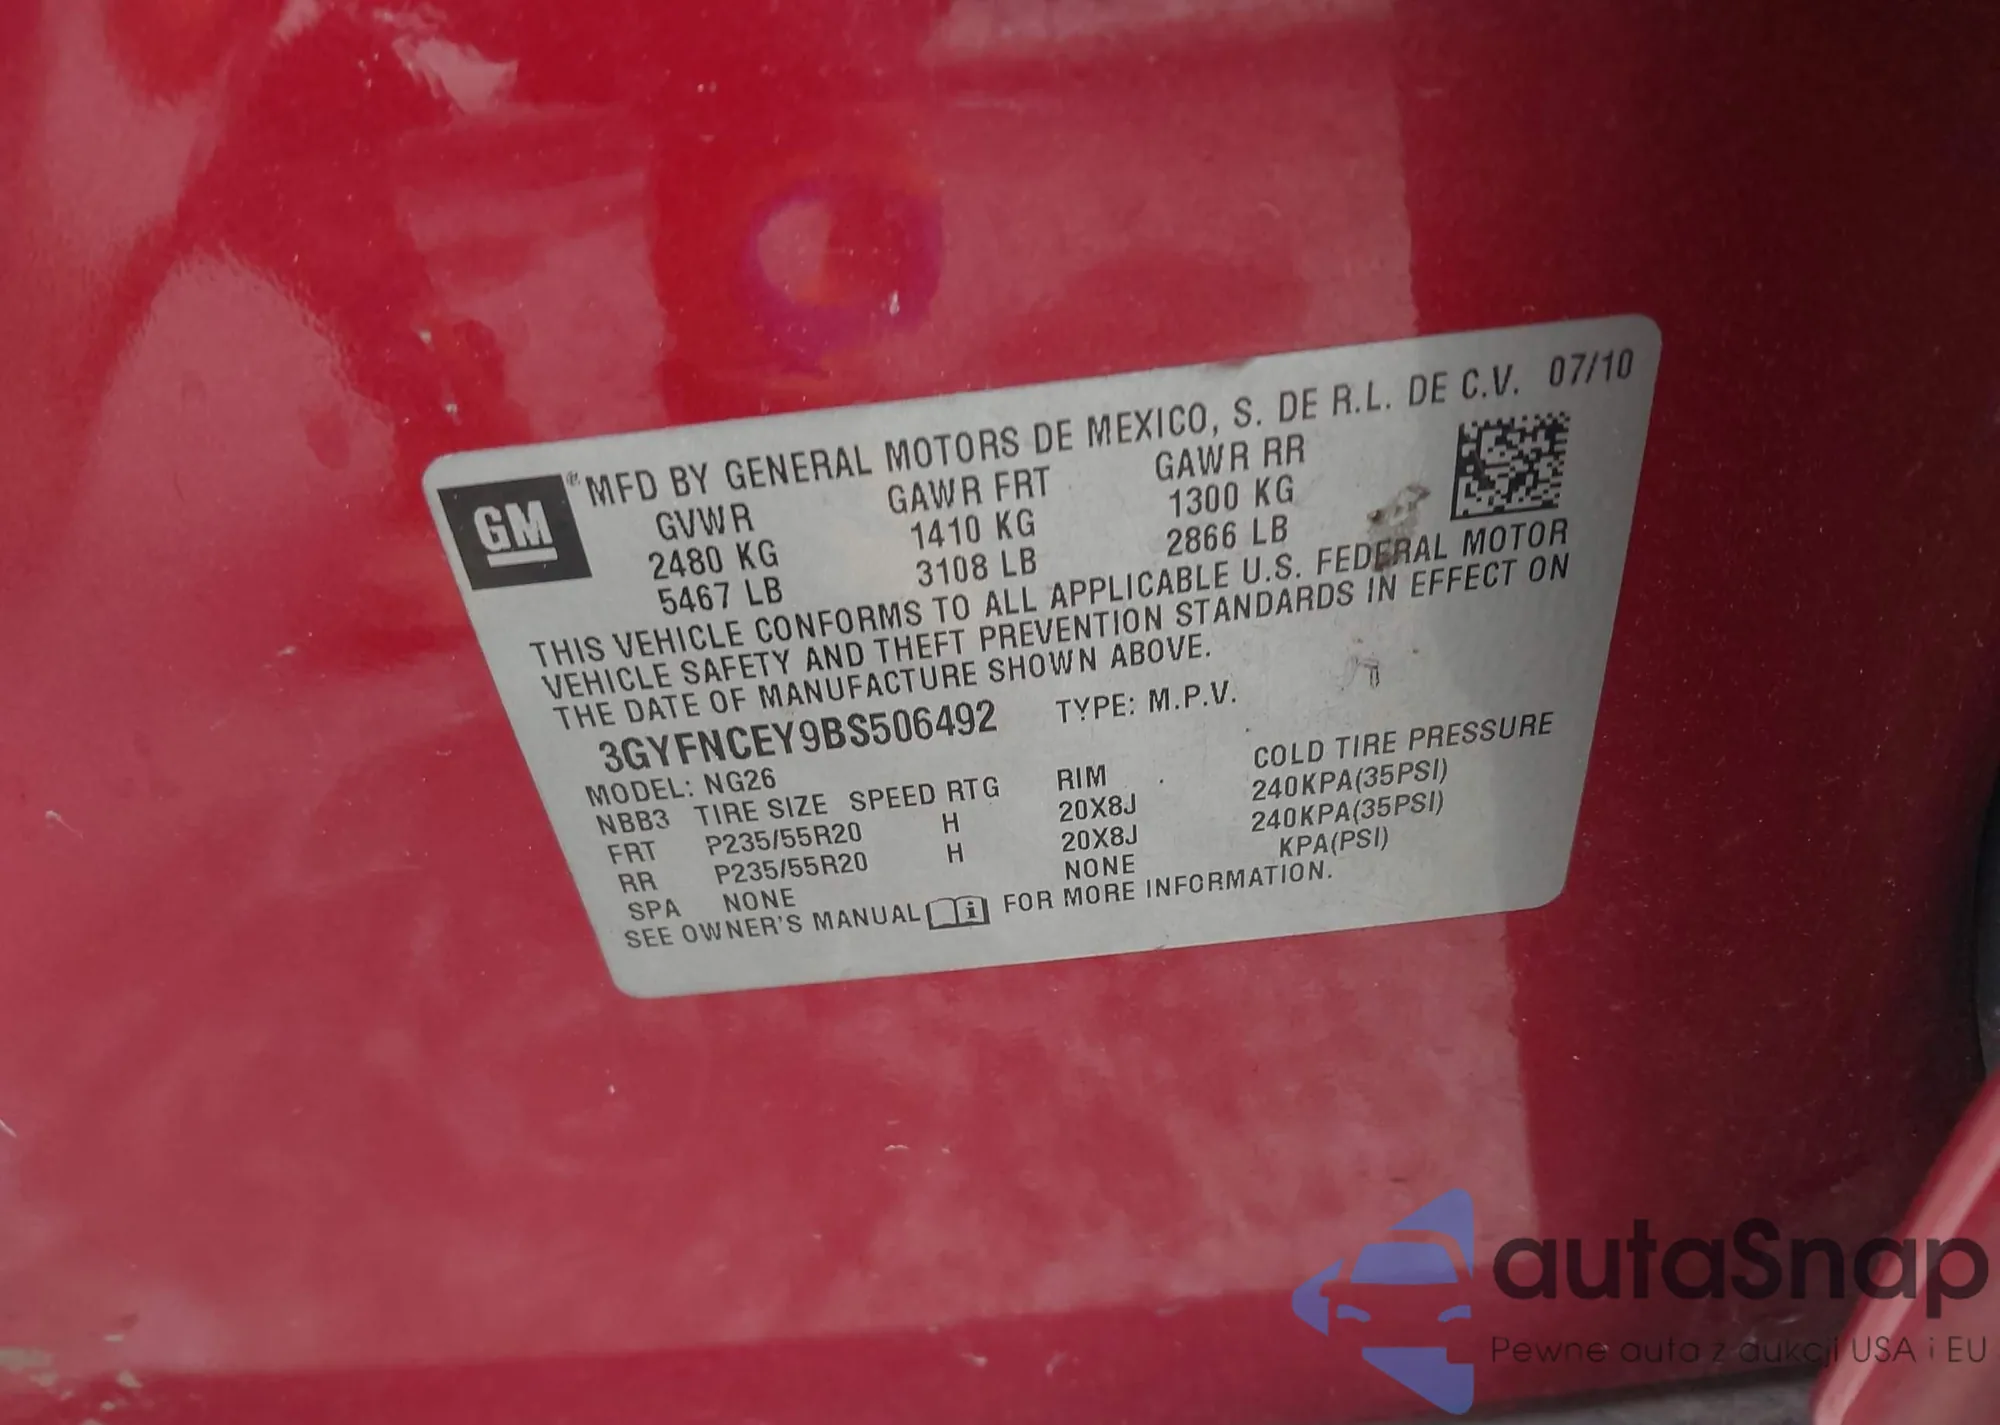 GM
® MFD BY GENERAL MOTORS DE MEXICO, S. DE R.L. DE C.V. 07/10
GVWR GAWR FRT GAWR RR
2480 KG 1410 KG 1300 KG
5467 LB 3108 LB 2866 LB
THIS VEHICLE CONFORMS TO ALL APPLICABLE U.S. FEDERAL MOTOR
VEHICLE SAFETY AND THEFT PREVENTION STANDARDS IN EFFECT ON
THE DATE OF MANUFACTURE SHOWN ABOVE.
3GYFNCEY9BS506492 TYPE: M.P.V.
MODEL: NG26
NBB3 TIRE SIZE SPEED RTG RIM COLD TIRE PRESSURE
FRT P235/55R20 H 20X8J 240KPA(35PSI)
RR P235/55R20 H 20X8J 240KPA(35PSI)
SPA NONE NONE KPA(PSI)
SEE OWNER'S MANUAL i FOR MORE INFORMATION.
autaSnap
Pewne auta z aukcji USA i EU